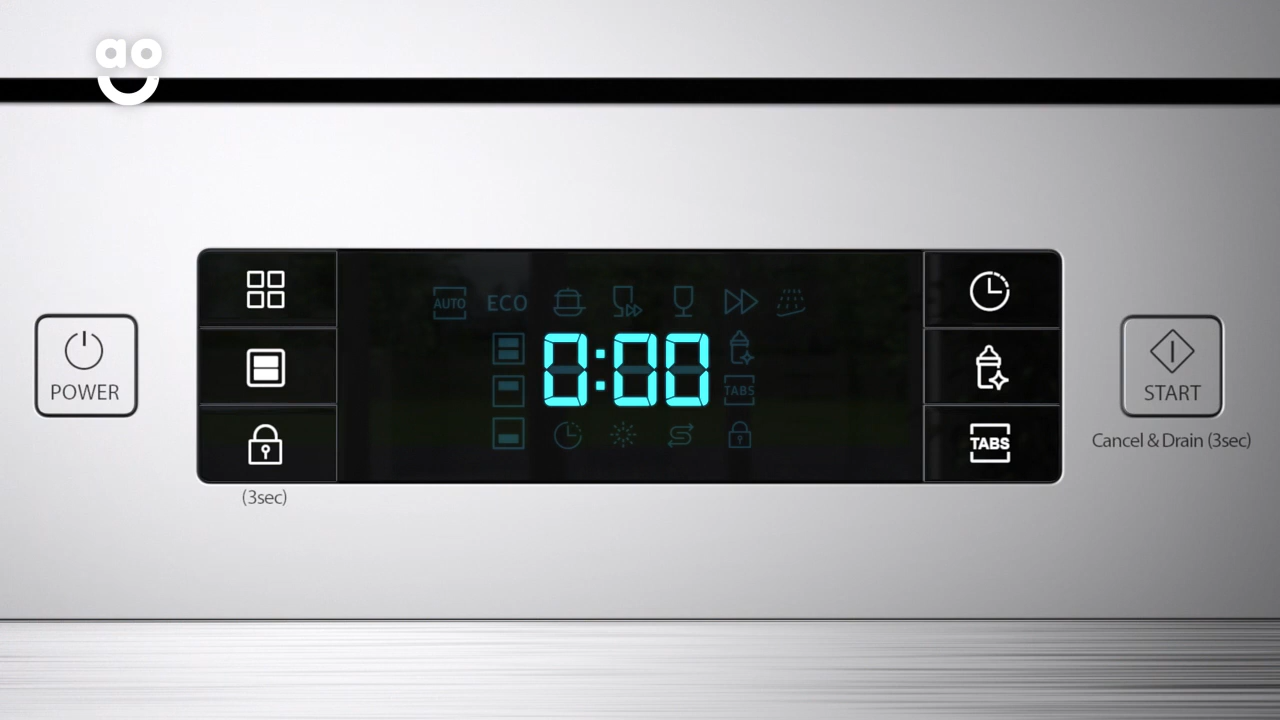 ao
AUTO ECO
0:00
TABS
TABS
POWER
START
Cancel & Drain (3sec)
(3sec)